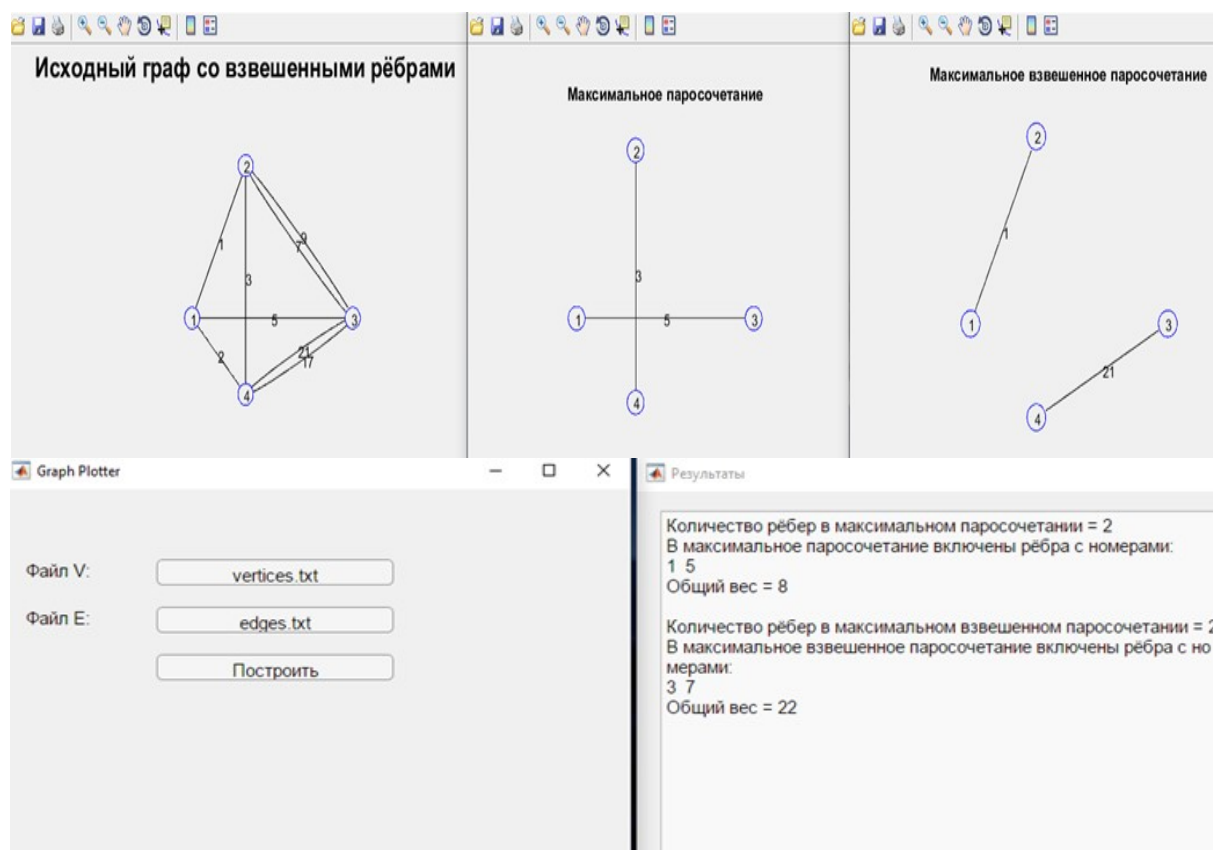 Исходный граф со взвешенными рёбрами
2
9
7
1
3
1
5
3
2
21
17
4
Максимальное паросочетание
2
3
1
5
3
4
Максимальное взвешенное паросочетание
2
1
1
3
21
4
Graph Plotter
Файл V:
vertices.txt
Файл E:
edges.txt
Построить
Результаты
Количество рёбер в максимальном паросочетании = 2
В максимальное паросочетание включены рёбра с номерами:
1 5
Общий вес = 8
Количество рёбер в максимальном взвешенном паросочетании = 2
В максимальное взвешенное паросочетание включены рёбра с но
мерами:
3 7
Общий вес = 22